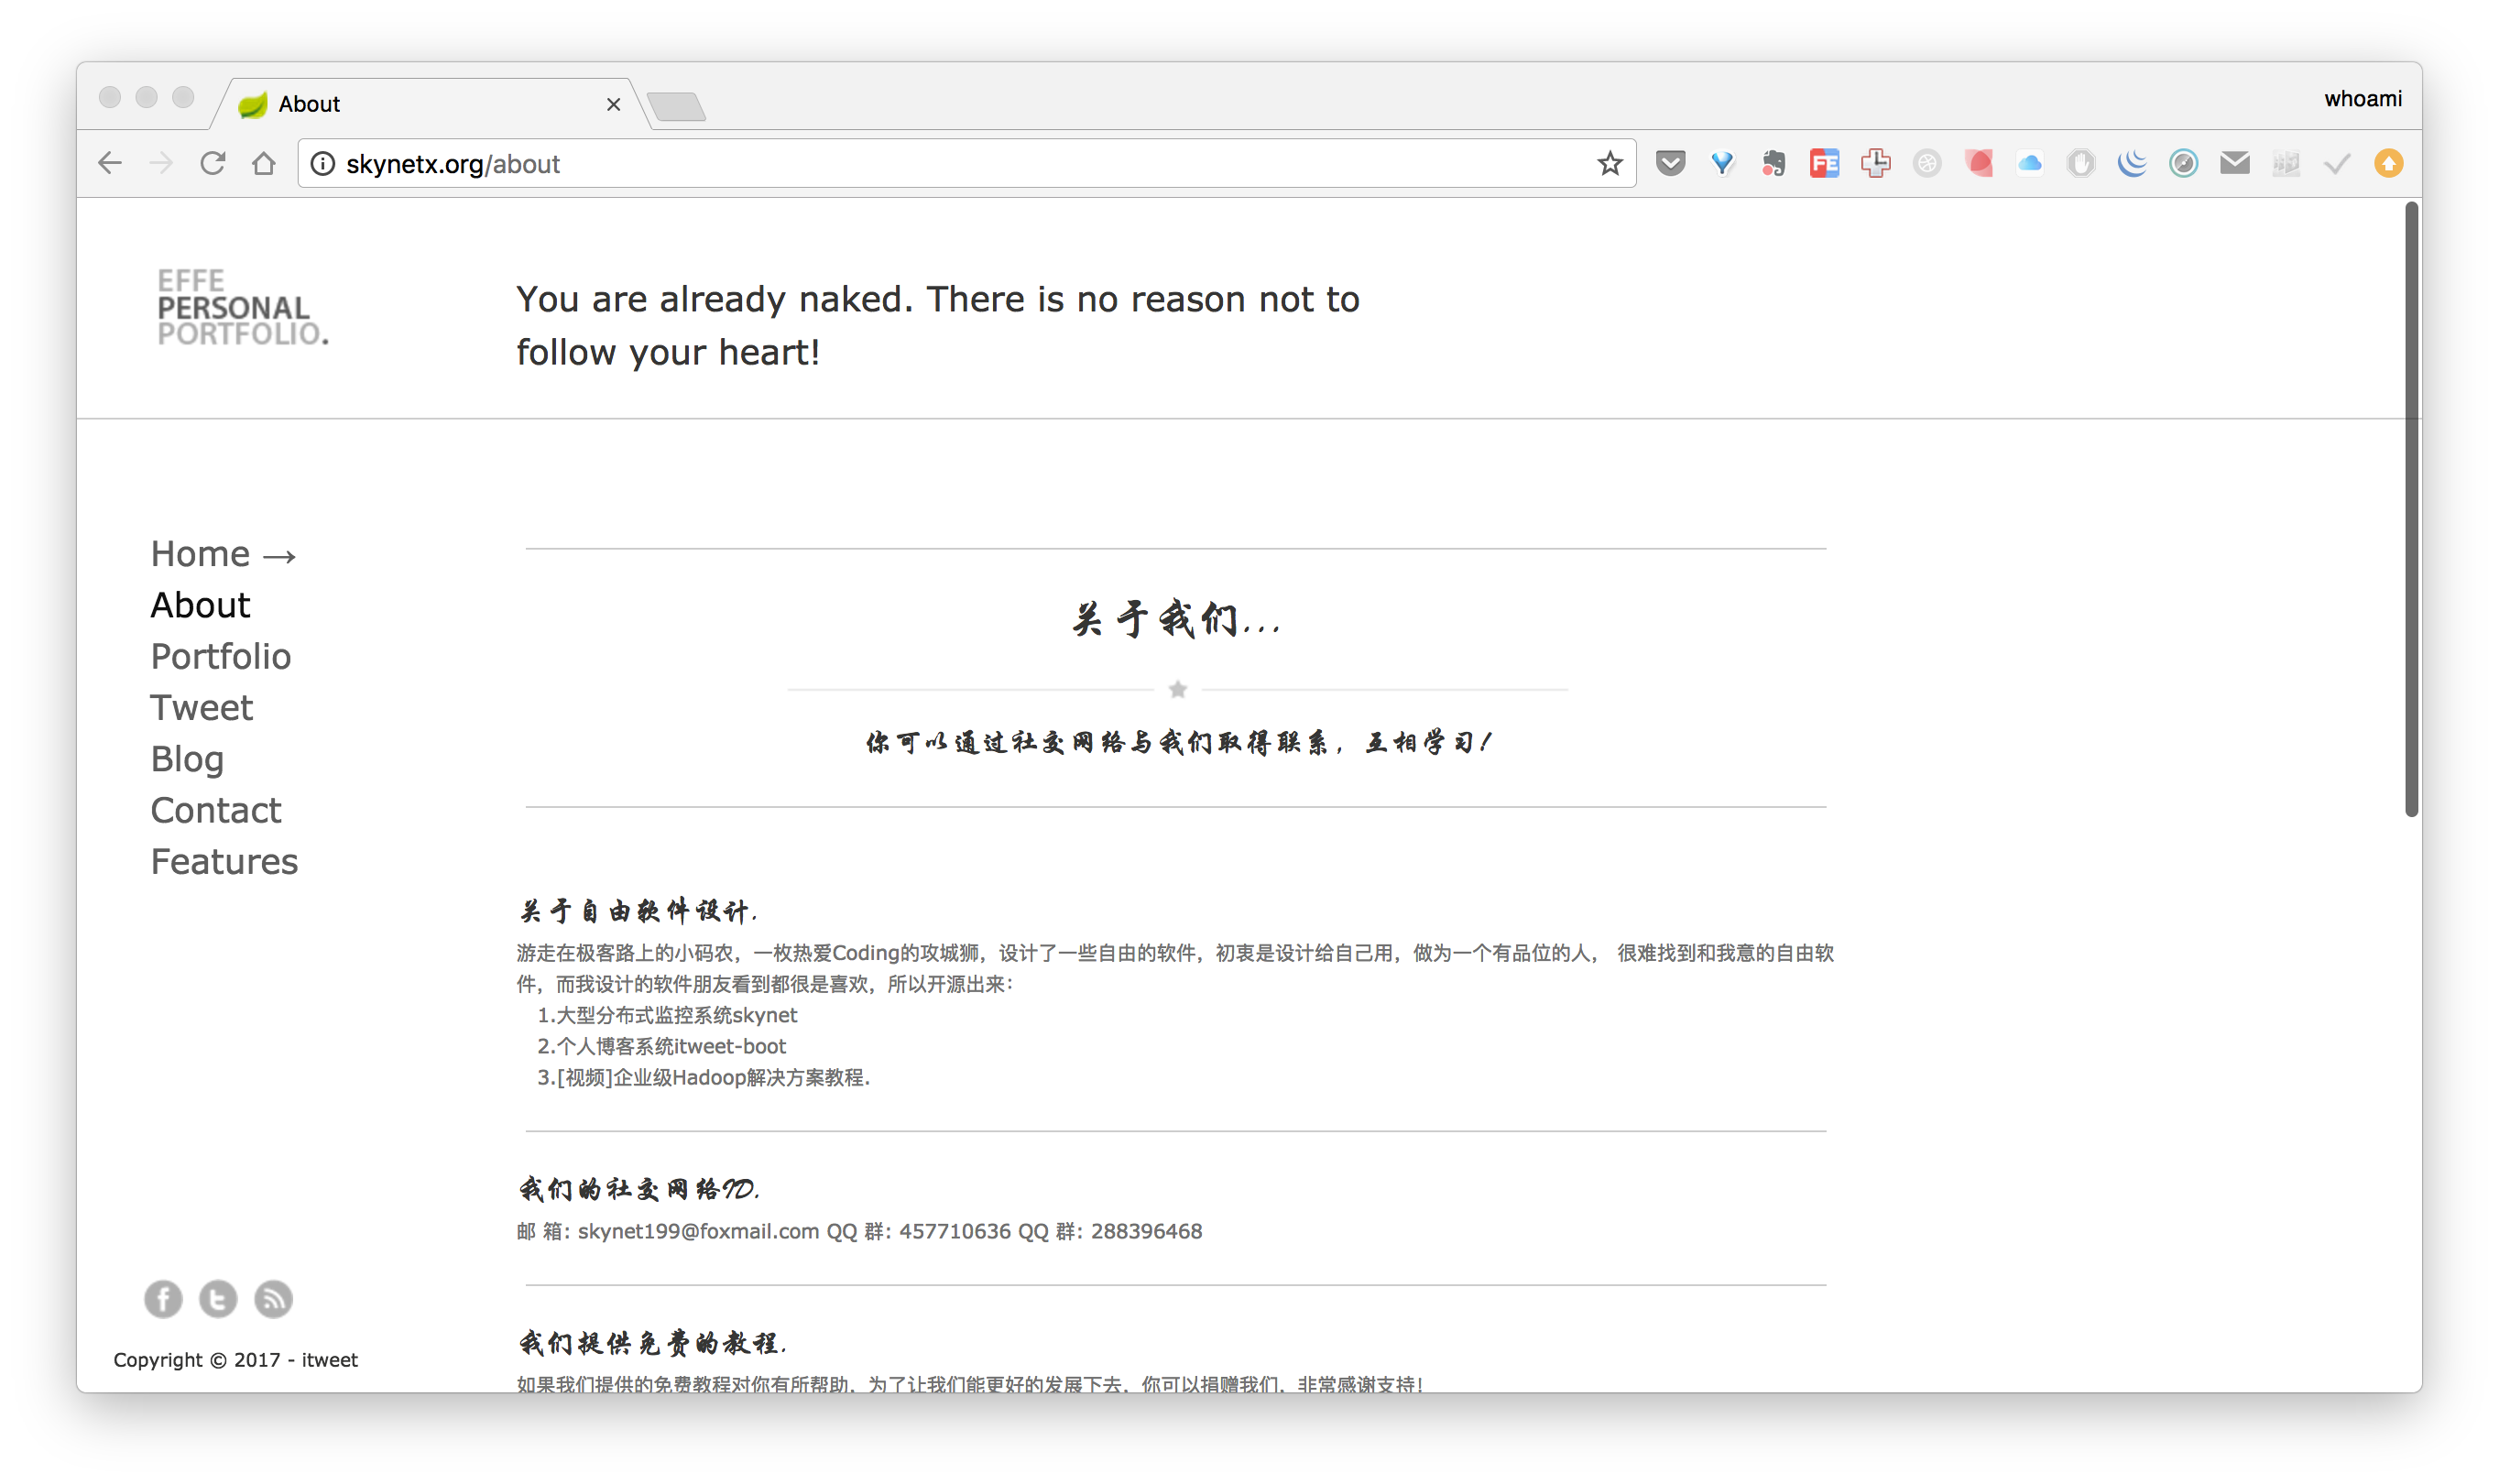 About
whoami
skynetx.org/about
FE
EFFE
PERSONAL
PORTFOLIO.
You are already naked. There is no reason not to
follow your heart!
Home →
About
Portfolio
Tweet
Blog
Contact
Features
关于我们...
你可以通过社交网络与我们取得联系，互相学习！
关于自由软件设计.
游走在极客路上的小码农，一枚热爱Coding的攻城狮，设计了一些自由的软件，初衷是设计给自己用，做为一个有品位的人， 很难找到和我意的自由软
件，而我设计的软件朋友看到都很是喜欢，所以开源出来：
1.大型分布式监控系统skynet
2.个人博客系统itweet-boot
3.[视频]企业级Hadoop解决方案教程.
我们的社交网络ID.
邮 箱: skynet199@foxmail.com QQ 群: 457710636 QQ 群: 288396468
我们提供免费的教程.
如果我们提供的免费教程对你有所帮助，为了让我们能更好的发展下去，你可以捐赠我们，非常感谢支持！
Copyright © 2017 - itweet